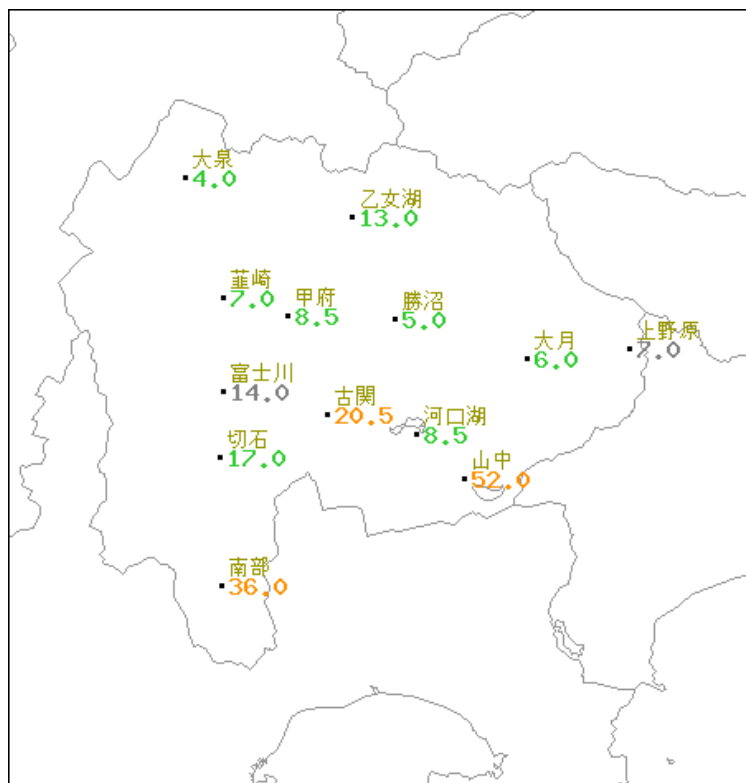 大泉
4.0
乙女湖
13.0
韮崎
7.0
甲府
8.5
勝沼
5.0
大月
6.0
上野原
7.0
富士川
14.0
古関
20.5
河口湖
8.5
切石
17.0
山中
52.0
南部
36.0